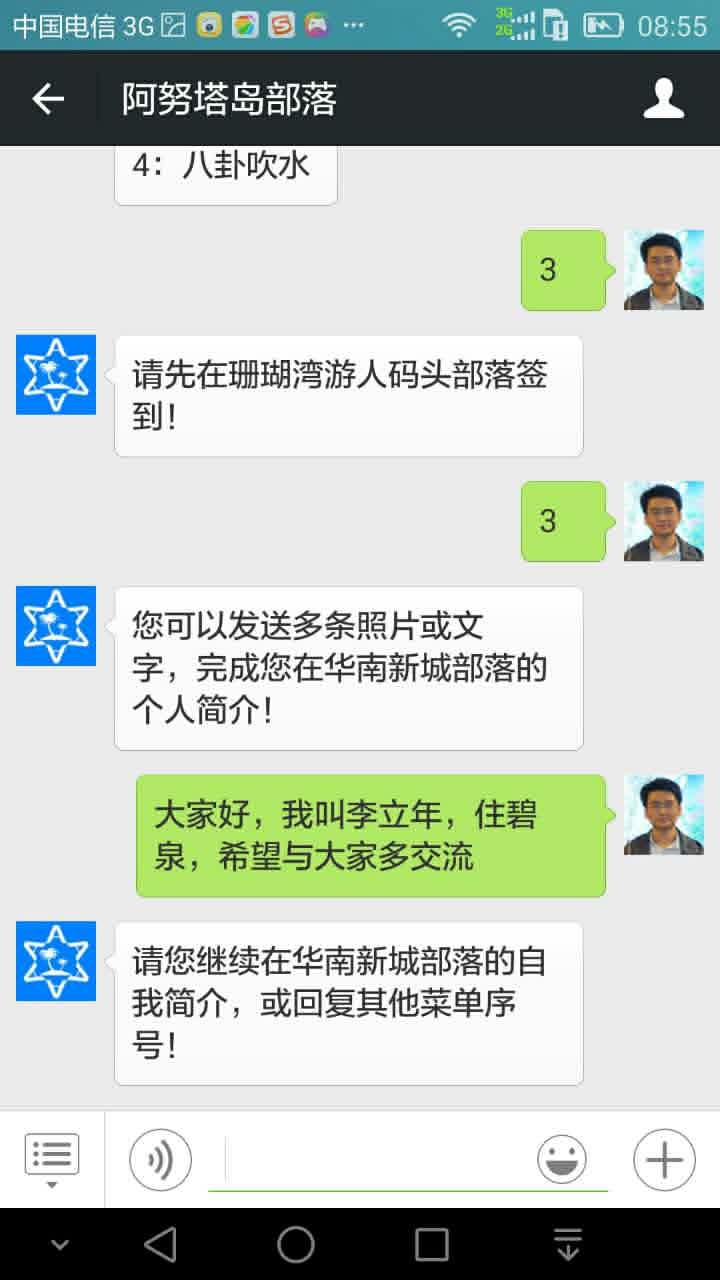 中国电信 3G
3G
2G
08:55
阿努塔岛部落
4：八卦吹水
3
请先在珊瑚湾游人码头部落签
到！
3
您可以发送多条照片或文
字，完成您在华南新城部落的
个人简介！
大家好，我叫李立年，住碧
泉，希望与大家多交流
请您继续在华南新城部落的自
我简介，或回复其他菜单序
号！